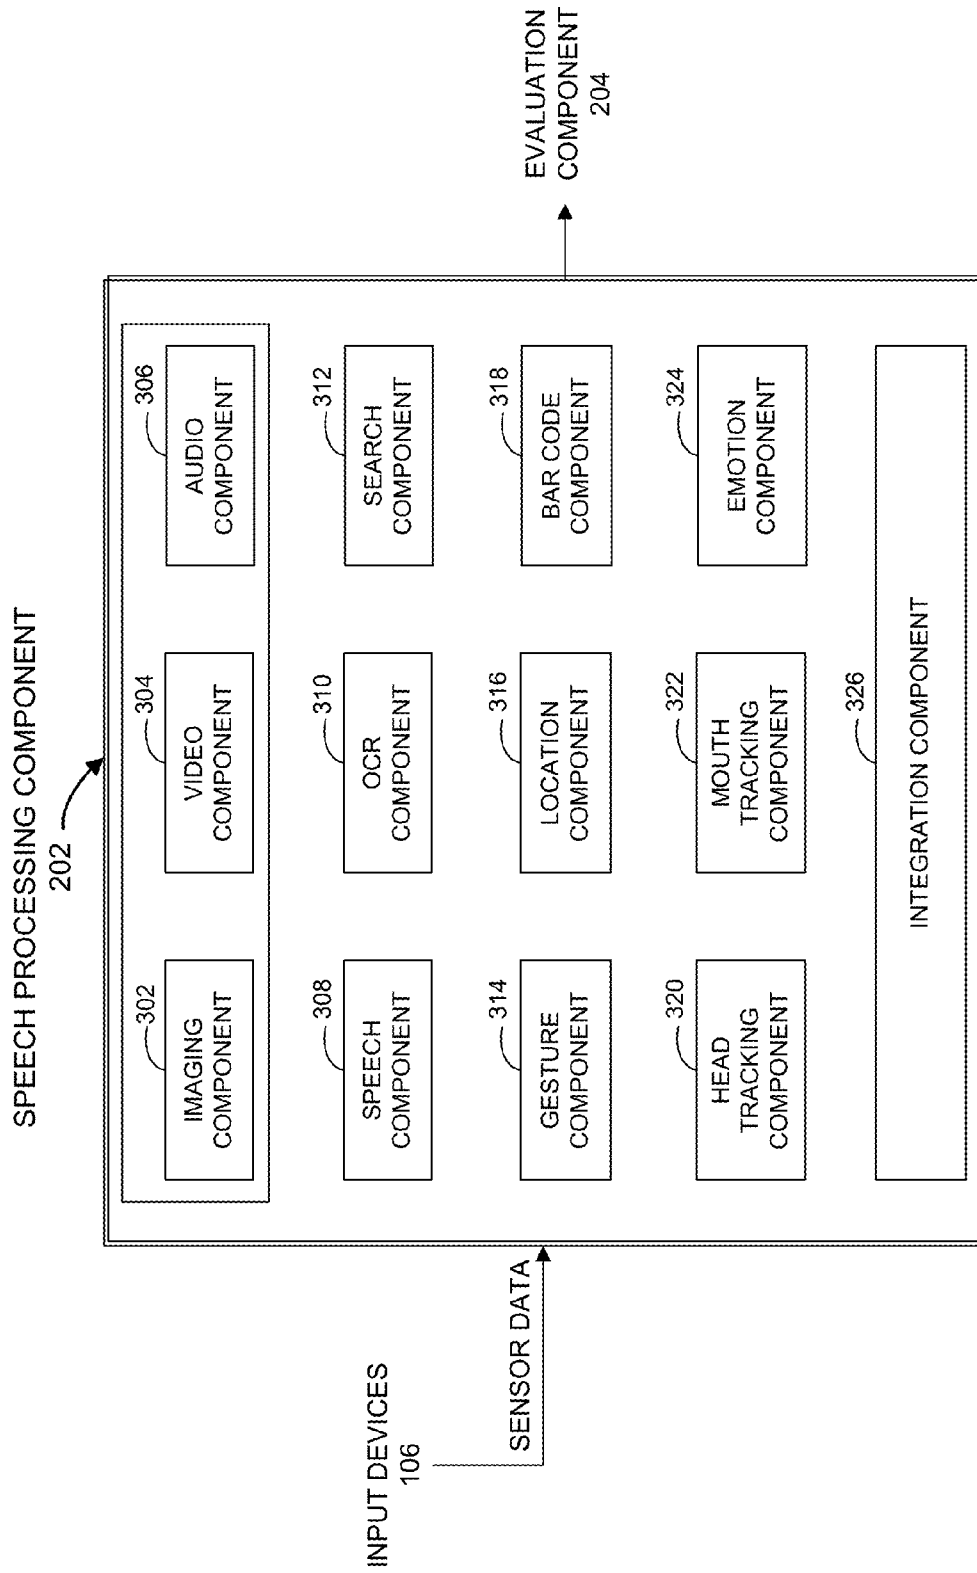 SPEECH PROCESSING COMPONENT
202
302
IMAGING
COMPONENT
304
VIDEO
COMPONENT
306
AUDIO
COMPONENT
308
SPEECH
COMPONENT
310
OCR
COMPONENT
312
SEARCH
COMPONENT
314
GESTURE
COMPONENT
316
LOCATION
COMPONENT
318
BAR CODE
COMPONENT
320
HEAD
TRACKING
COMPONENT
322
MOUTH
TRACKING
COMPONENT
324
EMOTION
COMPONENT
326
INTEGRATION COMPONENT
INPUT DEVICES
106
SENSOR DATA
EVALUATION
COMPONENT
204